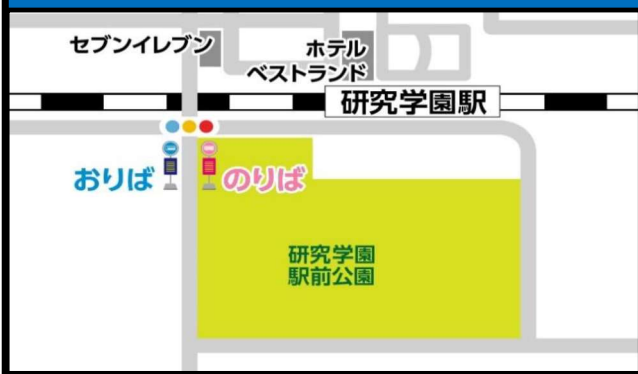 セブンイレブン
ホテル
ベストランド
研究学園駅
おりば
のりば
研究学園
駅前公園